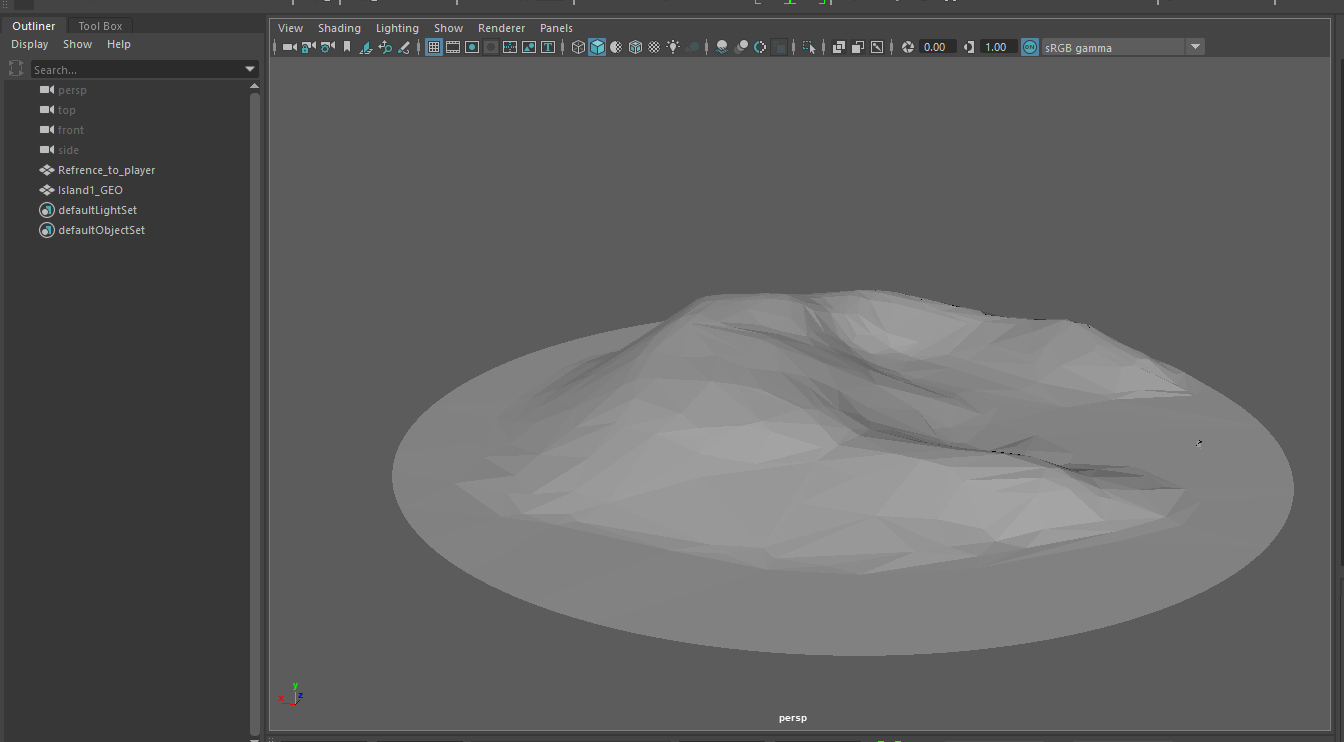 Outliner Tool Box
Display Show Help
Search...
persp
top
front
side
Refrence_to_player
Island1_GEO
defaultLightSet
defaultObjectSet
View Shading Lighting Show Renderer Panels
0.00 1.00 ON sRGB gamma
y
x z
persp